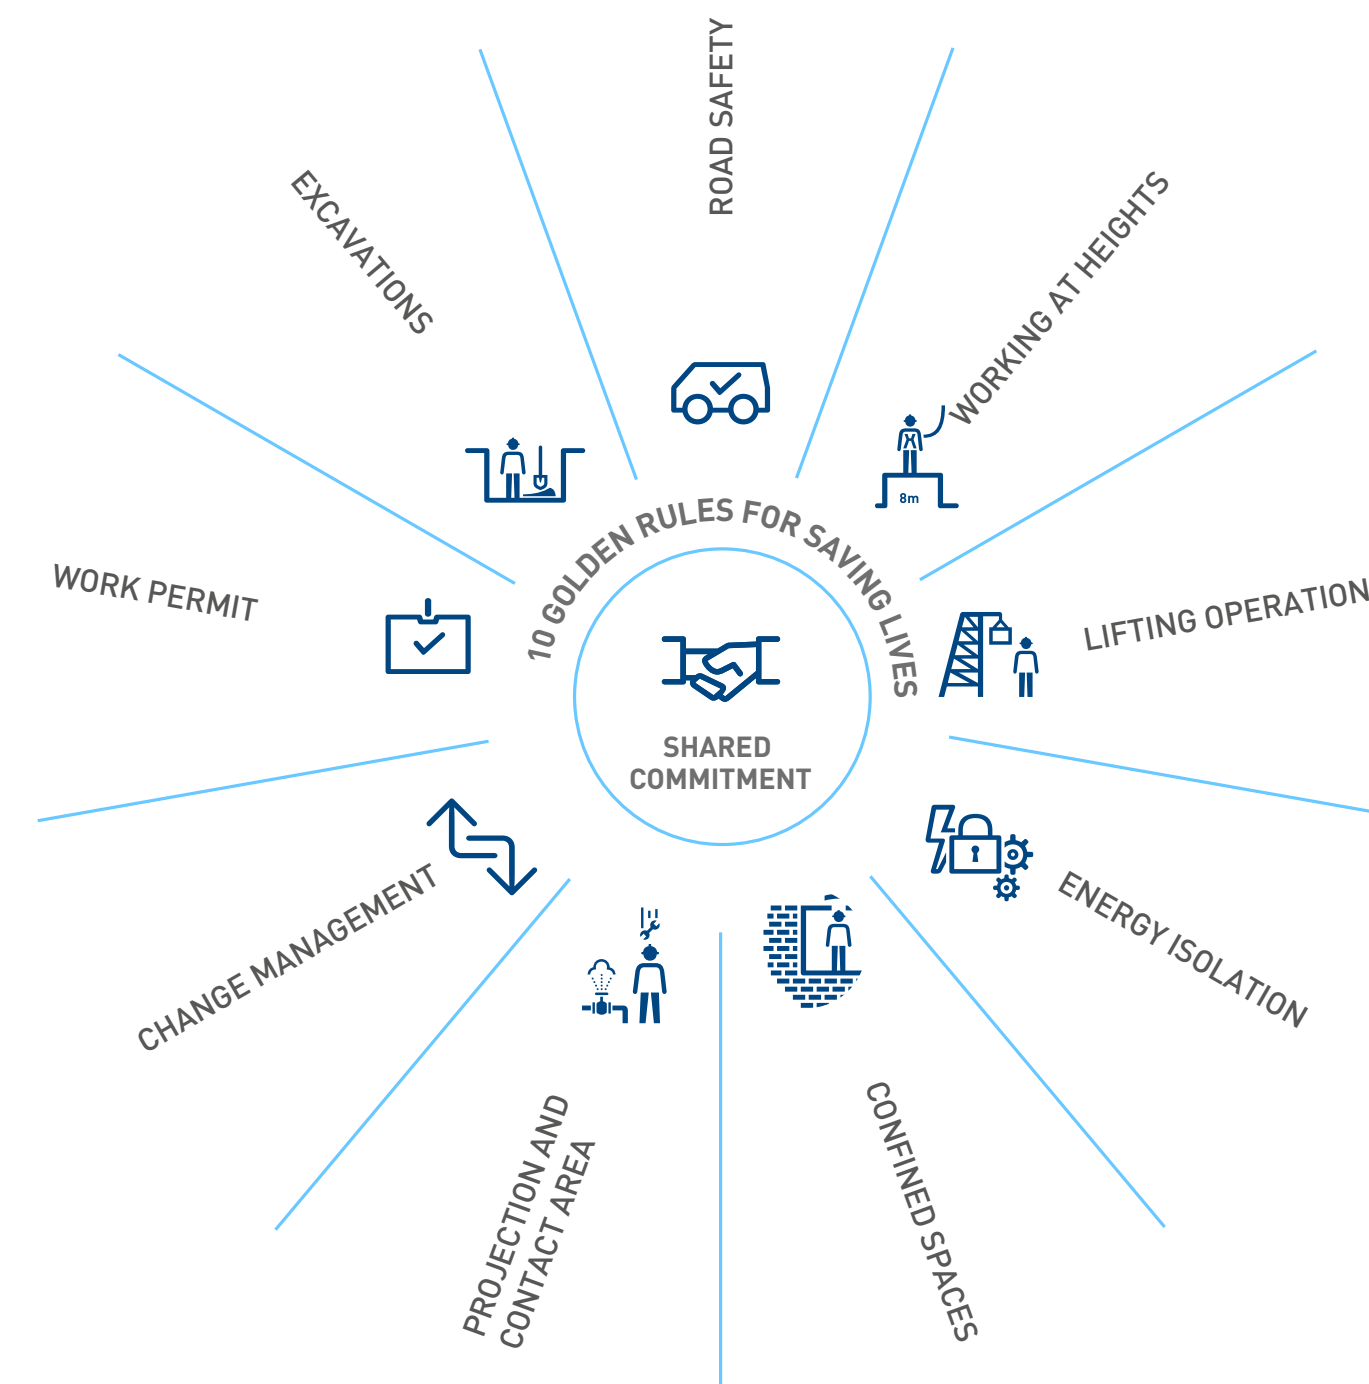 ROAD SAFETY
WORKING AT HEIGHTS
8m
LIFTING OPERATION
ENERGY ISOLATION
CONFINED SPACES
PROJECTION AND
CONTACT AREA
CHANGE MANAGEMENT
WORK PERMIT
EXCAVATIONS
10 GOLDEN RULES FOR SAVING LIVES
SHARED
COMMITMENT